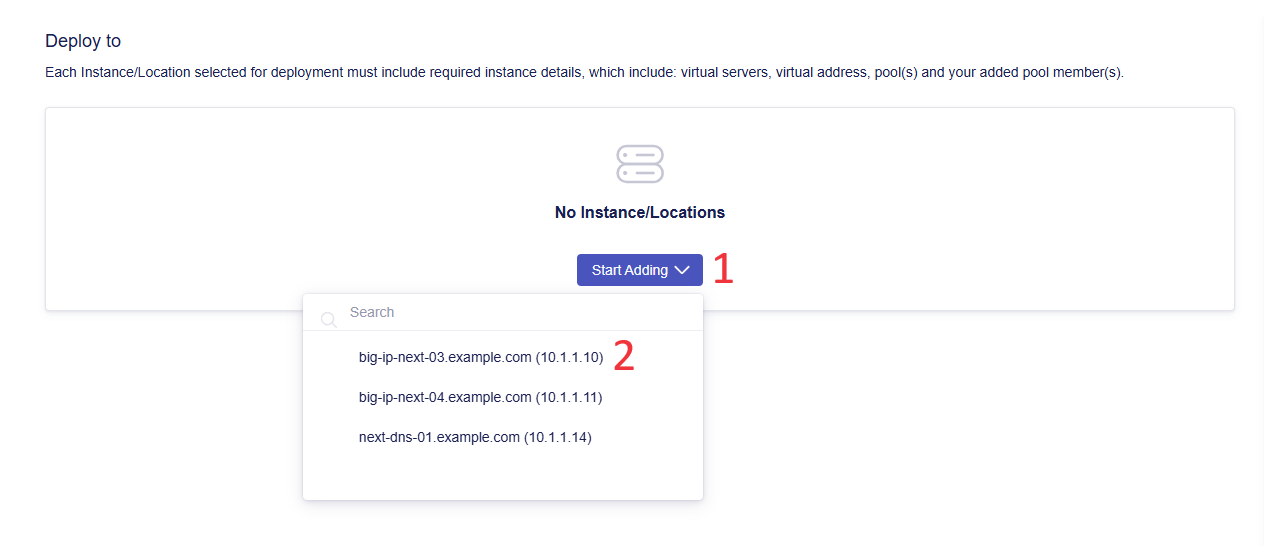 Deploy to
Each Instance/Location selected for deployment must include required instance details, which include: virtual servers, virtual address, pool(s) and your added pool member(s).
No Instance/Locations
Start Adding 1
Search
big-ip-next-03.example.com (10.1.1.10) 2
big-ip-next-04.example.com (10.1.1.11)
next-dns-01.example.com (10.1.1.14)